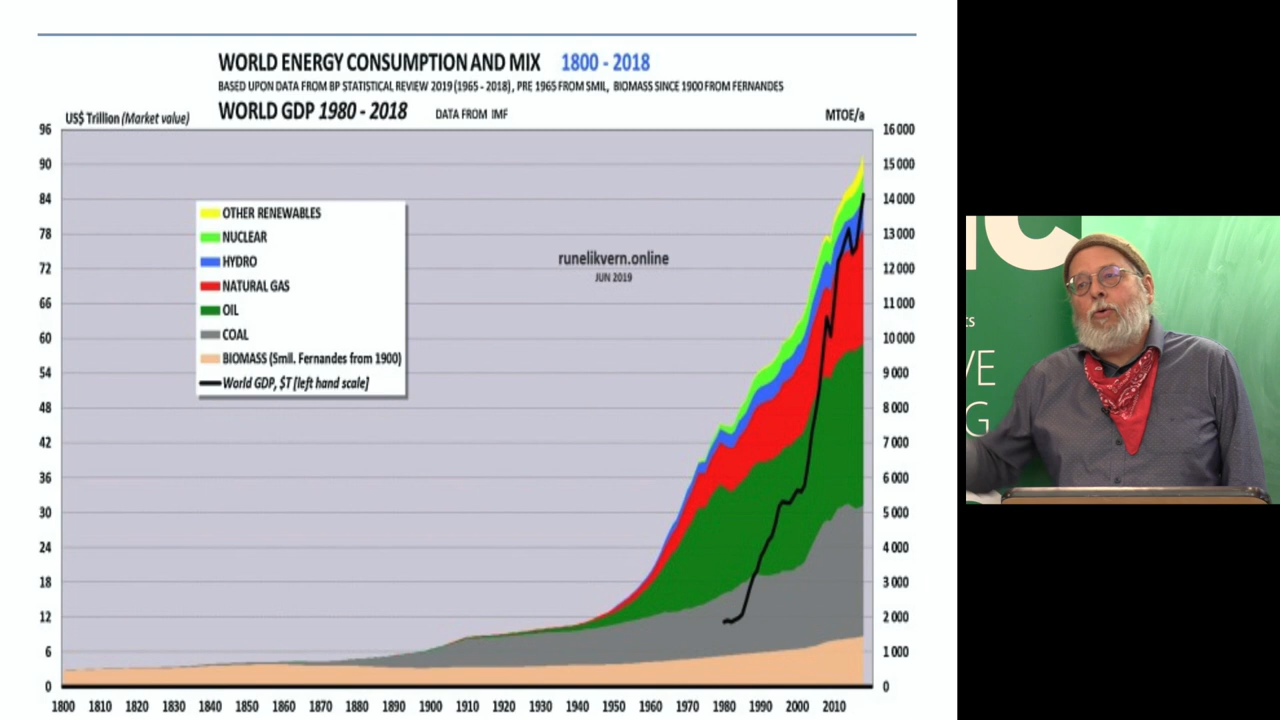 WORLD ENERGY CONSUMPTION AND MIX 1800 - 2018
BASED UPON DATA FROM BP STATISTICAL REVIEW 2019 (1965 - 2018), PRE 1965 FROM SMIL, BIOMASS SINCE 1900 FROM FERNANDES
WORLD GDP 1980 - 2018 DATA FROM IMF
US$ Trillion (Market value)
MTOE/a
96
90
84
78
72
66
60
54
48
42
36
30
24
18
12
6
0
OTHER RENEWABLES
NUCLEAR
HYDRO
NATURAL GAS
OIL
COAL
BIOMASS (Smil. Fernandes from 1900)
World GDP, $T [left hand scale]
runelikvern.online
JUN 2019
16 000
15 000
14 000
13 000
12 000
11 000
10 000
9 000
8 000
7 000
6 000
5 000
4 000
3 000
2 000
1 000
0
1800 1810 1820 1830 1840 1850 1860 1870 1880 1890 1900 1910 1920 1930 1940 1950 1960 1970 1980 1990 2000 2010